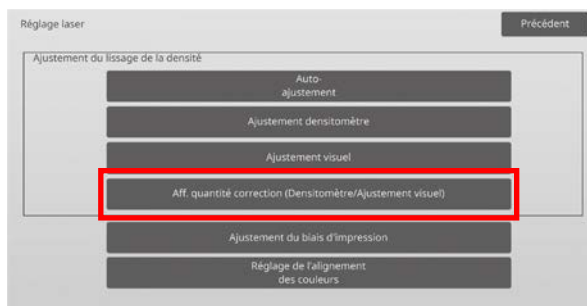 Réglage laser
Précédent
Ajustement du lissage de la densité
Auto-
ajustement
Ajustement densitomètre
Ajustement visuel
Aff. quantité correction (Densitomètre/Ajustement visuel)
Ajustement du biais d'impression
Réglage de l'alignement
des couleurs